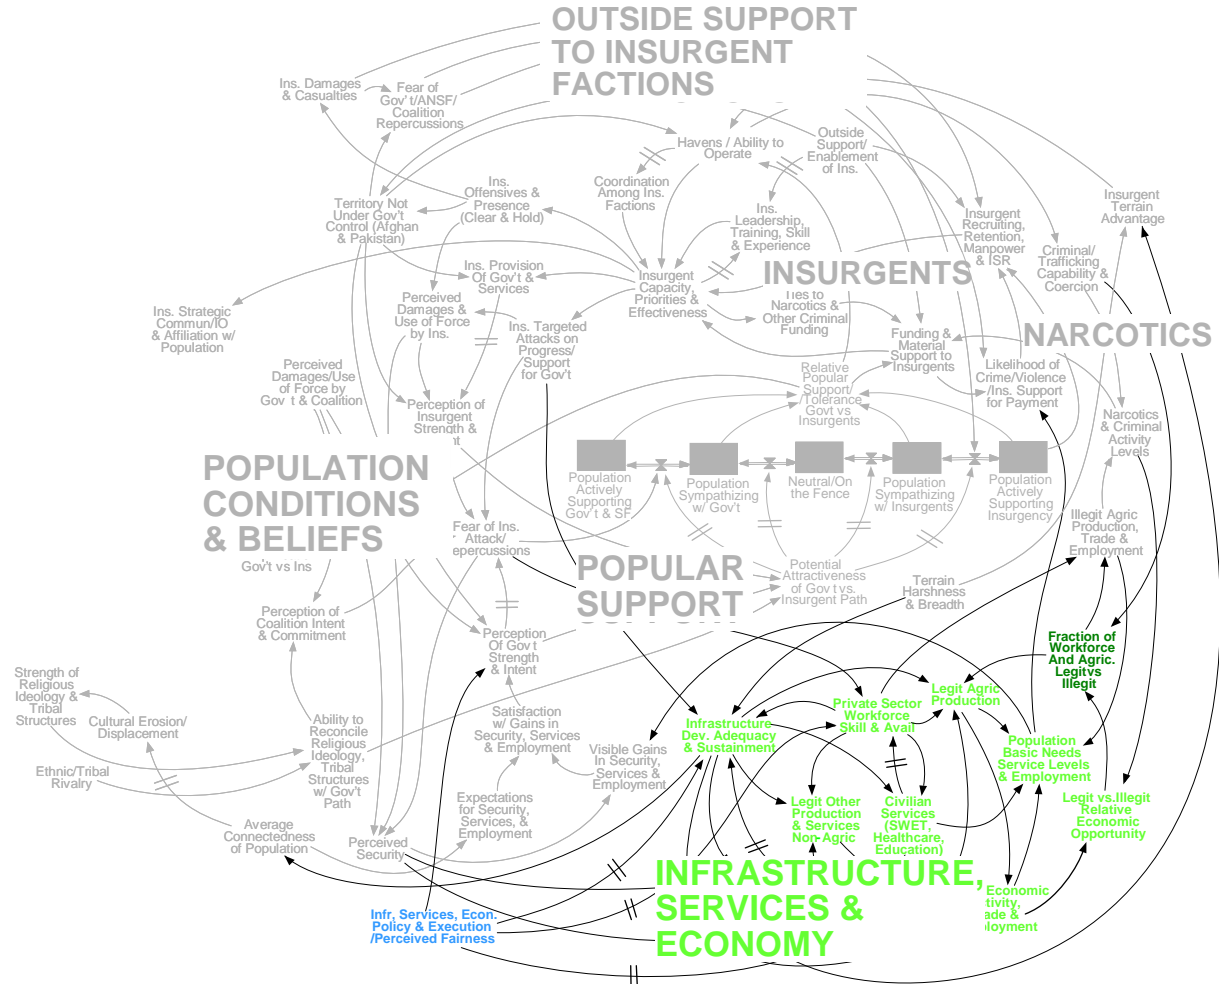 OUTSIDE SUPPORT
TO INSURGENT
FACTIONS
Ins. Damages
& Casualties
Fear of
Gov't/ANSF/
Coalition
Repercussions
Havens / Ability to
Operate
Outside
Support/
Enablement
of Ins.
Territory Not
Under Gov't
Control (Afghan
& Pakistan)
Ins.
Offensives &
Presence
(Clear & Hold)
Coordination
Among Ins.
Factions
Ins.
Leadership,
Training, Skill
& Experience
Insurgent
Recruiting,
Retention,
Manpower
& ISR
Insurgent
Terrain
Advantage
Criminal/
Trafficking
Capability &
Coercion
Ins. Provision
Of Gov't &
Services
Insurgent
Capacity,
Priorities &
Effectiveness
INSURGENTS
Ties to
Narcotics &
Other Criminal
Funding
Ins. Strategic
Commun/IO
& Affiliation w/
Population
Perceived
Damages &
Use of Force
by Ins.
Ins. Targeted
Attacks on
Progress/
Support for
Gov't
Funding &
Material
Support to
Insurgents
NARCOTICS
Perceived
Damages/Use
of Force by
Gov't & Coalition
Relative
Popular
Support/
/Tolerance
Govt vs
Insurgents
Likelihood of
Crime/Violence
/Ins. Support
for Payment
Perception of
Insurgent
Strength &
Narcotics
& Criminal
Activity
Levels
POPULATION
CONDITIONS
& BELIEFS
Population
Actively
Supporting
Gov't & SF
Population
Sympathizing
w/ Gov't
Neutral/On
the Fence
Population
Sympathizing
w/ Insurgents
Population
Actively
Supporting
Insurgency
Fear of Ins.
Attack/
epercussions
Illegit Agric
Production,
Trade &
Employment
Gov't vs Ins
POPULAR
SUPPORT
Potential
Attractiveness
of Gov't vs.
Insurgent Path
Terrain
Harshness
& Breadth
Perception of
Coalition Intent
& Commitment
Perception
Of Gov't
Strength
& Intent
Fraction of
Workforce
And Agric.
Legit vs
Illegit
Strength of
Religious
Ideology &
Tribal
Structures
Cultural Erosion/
Displacement
Ability to
Reconcile
Religious
Ideology,
Tribal
Structures
w/ Gov't
Path
Satisfaction
w/ Gains in
Security, Services
& Employment
Infrastructure
Dev. Adequacy
& Sustainment
Private Sector
Workforce
Skill & Avail
Legit Agric
Production
Population
Basic Needs
Service Levels
& Employment
Ethnic/Tribal
Rivalry
Visible Gains
In Security,
Services &
Employment
Expectations
for Security,
Services, &
Employment
Legit Other
Production
& Services
Non-Agric
Civilian
Services
(SWET,
Healthcare,
Education)
Legit vs.Illegit
Relative
Economic
Opportunity
Average
Connectedness
of Population
Perceived
Security
INFRASTRUCTURE,
SERVICES &
ECONOMY
Economic
tivity,
ade &
loyment
Infr, Services, Econ.
Policy & Execution
/Perceived Fairness